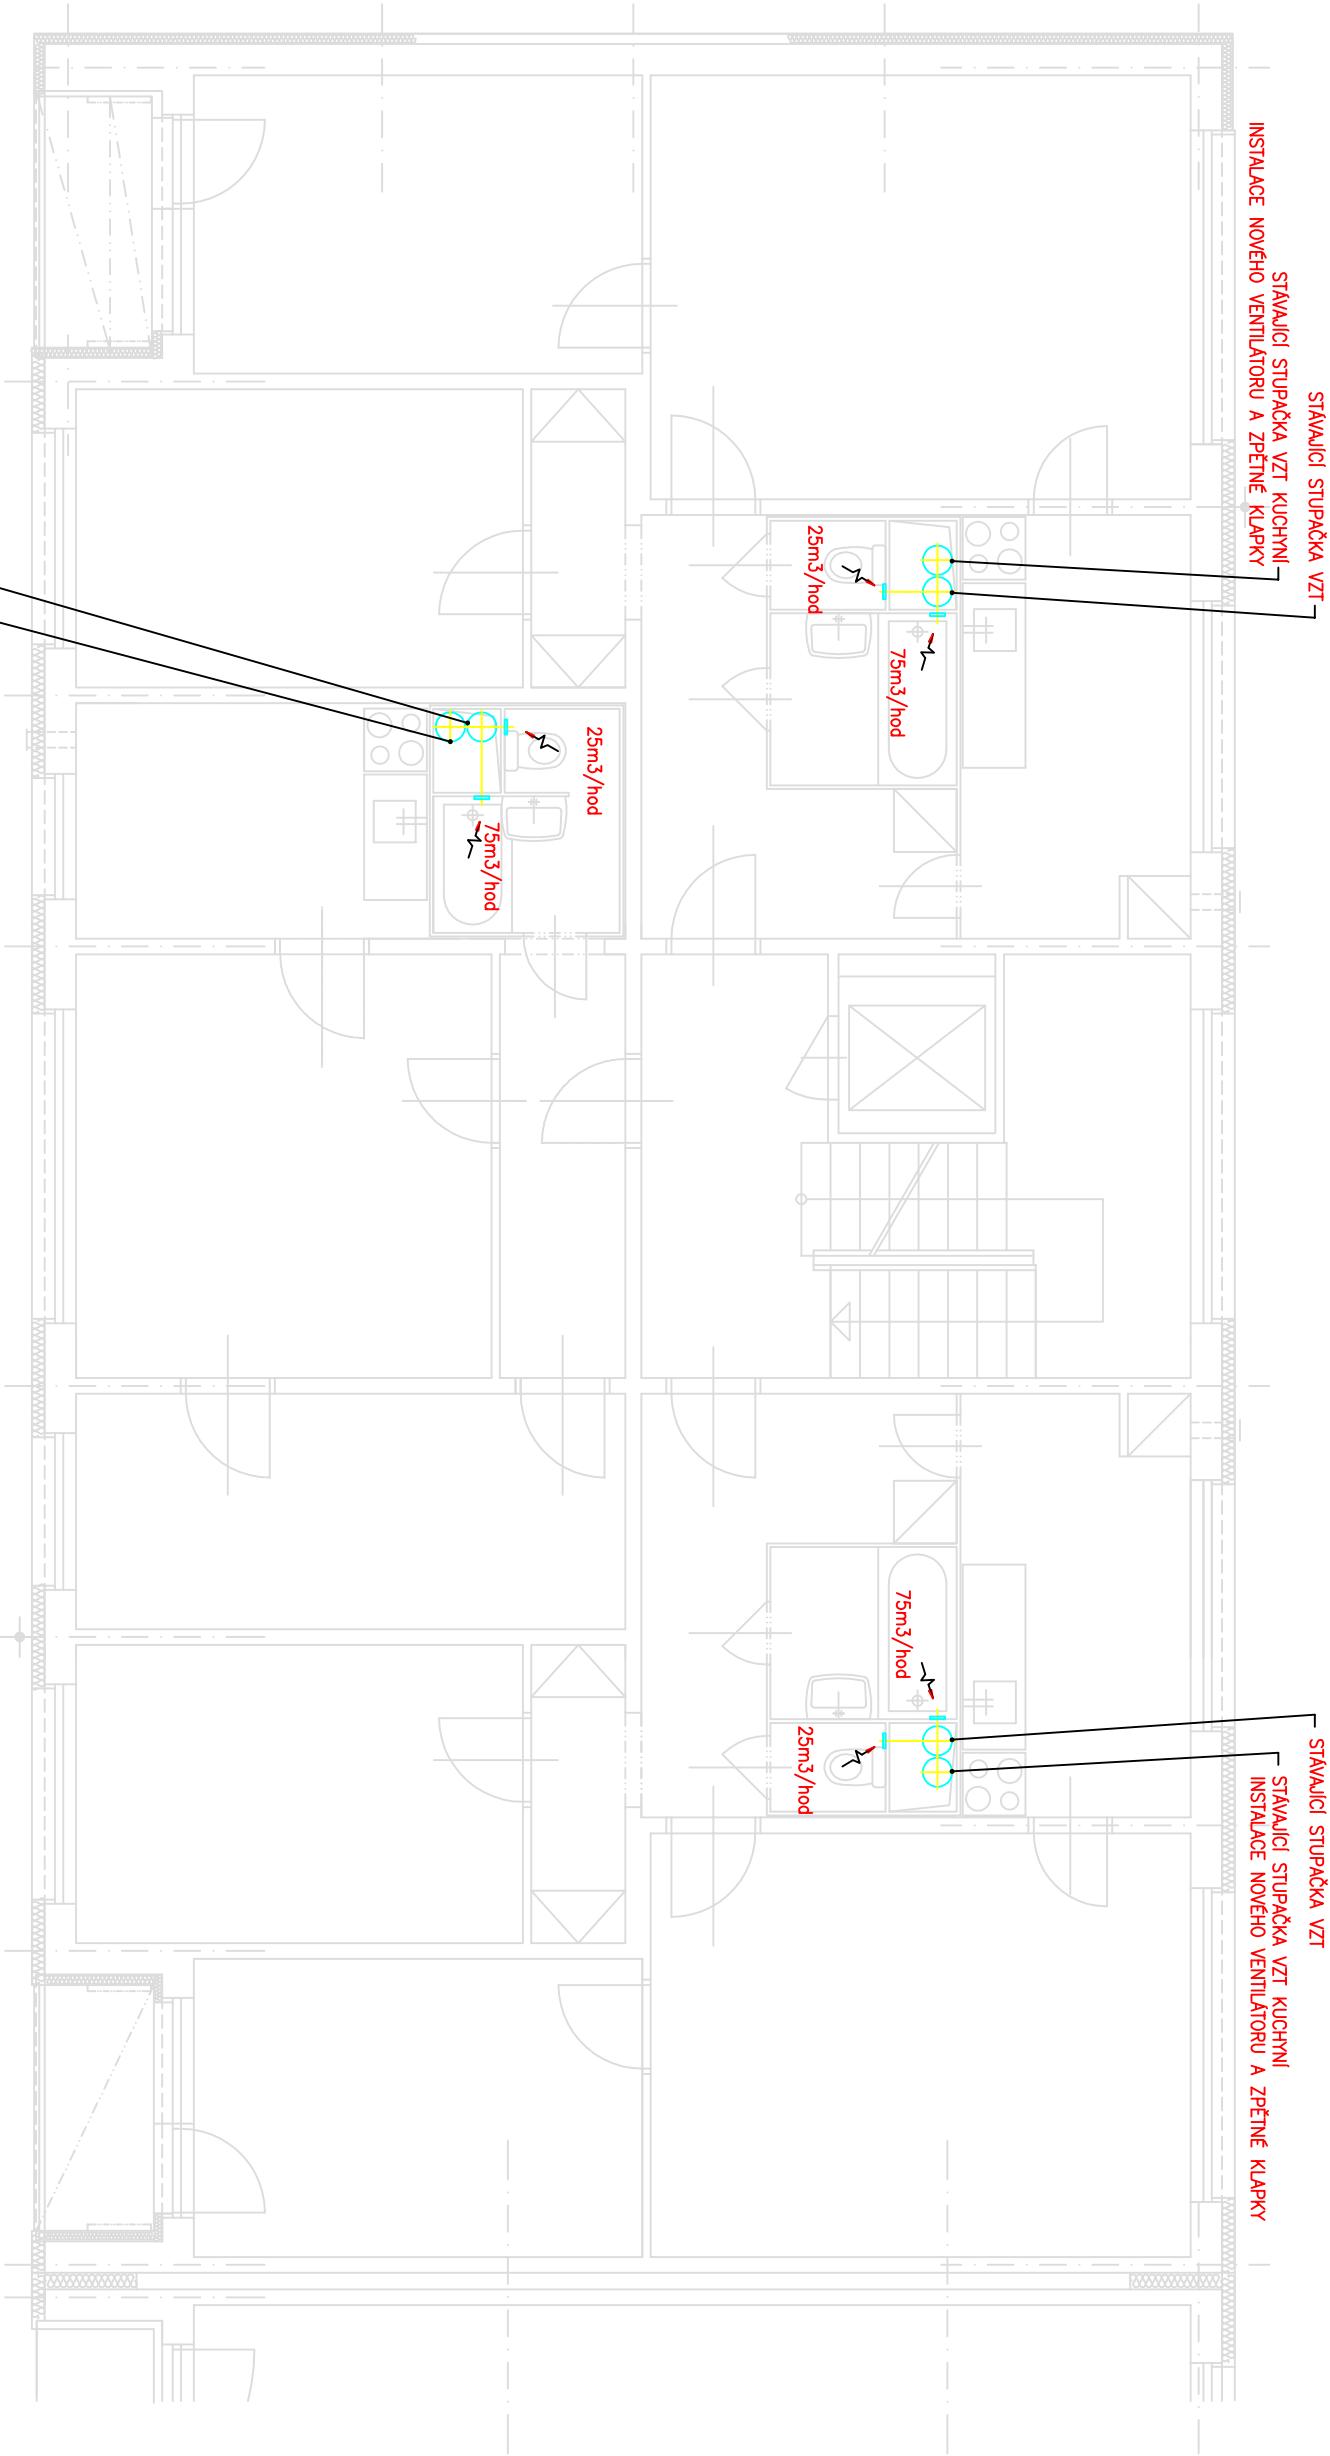 STÁVAJÍCÍ STUPAČKA VZT
STÁVAJÍCÍ STUPAČKA VZT KUCHYNÍ
INSTALACE NOVÉHO VENTILÁTORU A ZPĚTNÉ KLAPKY
25m3/hod
75m3/hod
25m3/hod
75m3/hod
75m3/hod
25m3/hod
STÁVAJÍCÍ STUPAČKA VZT
STÁVAJÍCÍ STUPAČKA VZT KUCHYNÍ
INSTALACE NOVÉHO VENTILÁTORU A ZPĚTNÉ KLAPKY